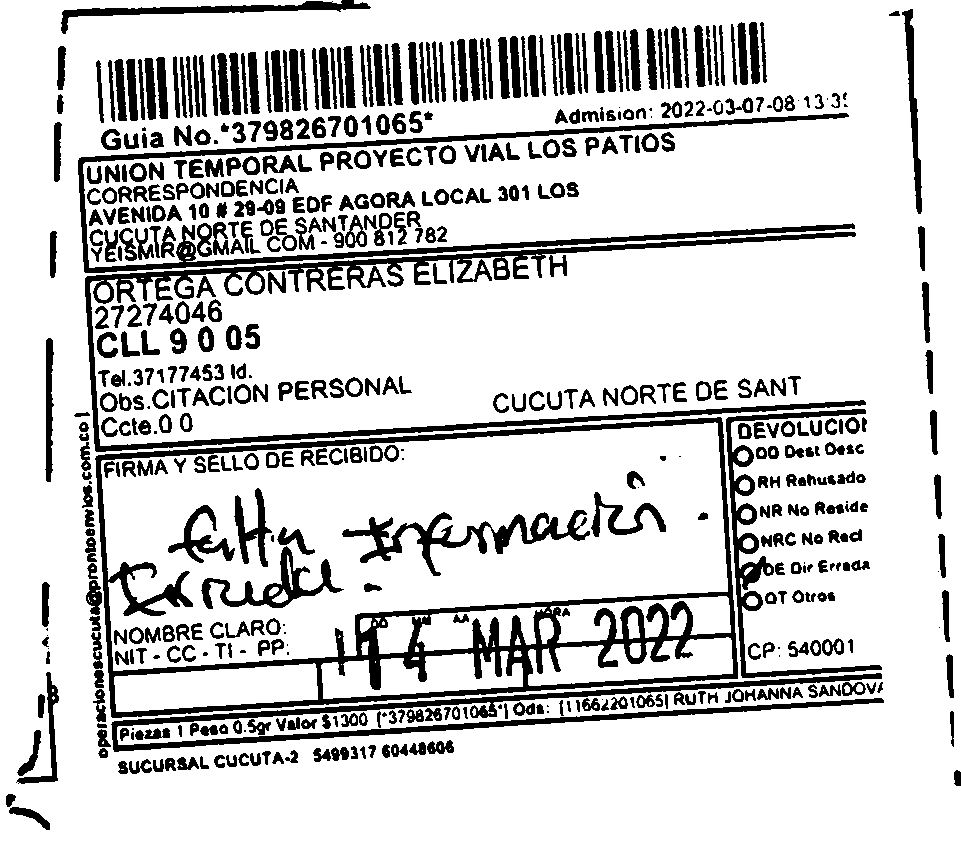 Guia No.*379826701065*
Admision: 2022-03-07-08 13:35
UNION TEMPORAL PROYECTO VIAL LOS PATIOS
CORRESPONDENCIA
AVENIDA 10 # 29-09 EDF AGORA LOCAL 301 LOS
CUCUTA NORTE DE SANTANDER
YEISMIR@GMAIL COM - 900 812 782
ORTEGA CONTRERAS ELIZABETH
27274046
CLL 9 0 05
Tel.37177453 Id.
Obs.CITACION PERSONAL
CUCUTA NORTE DE SANT
Ccte.0 0
operacionescucuta@prontoenvios.com.co
FIRMA Y SELLO DE RECIBIDO:
falta Información.
DEVOLUCION
DD Dest Desc
RH Rehusado
NR No Reside
NRC No Recl
DE Dir Errada
OT Otros
CP: 540001
NOMBRE CLARO:
NIT - CC - TI - PP:
DD MM AA HORA
14 MAR 2022
Piezas 1 Peso 0.5gr Valor $1300 [*379826701065*] Ods: [11662201065] RUTH JOHANNA SANDOVA
SUCURSAL CUCUTA-2 5499317 60448606